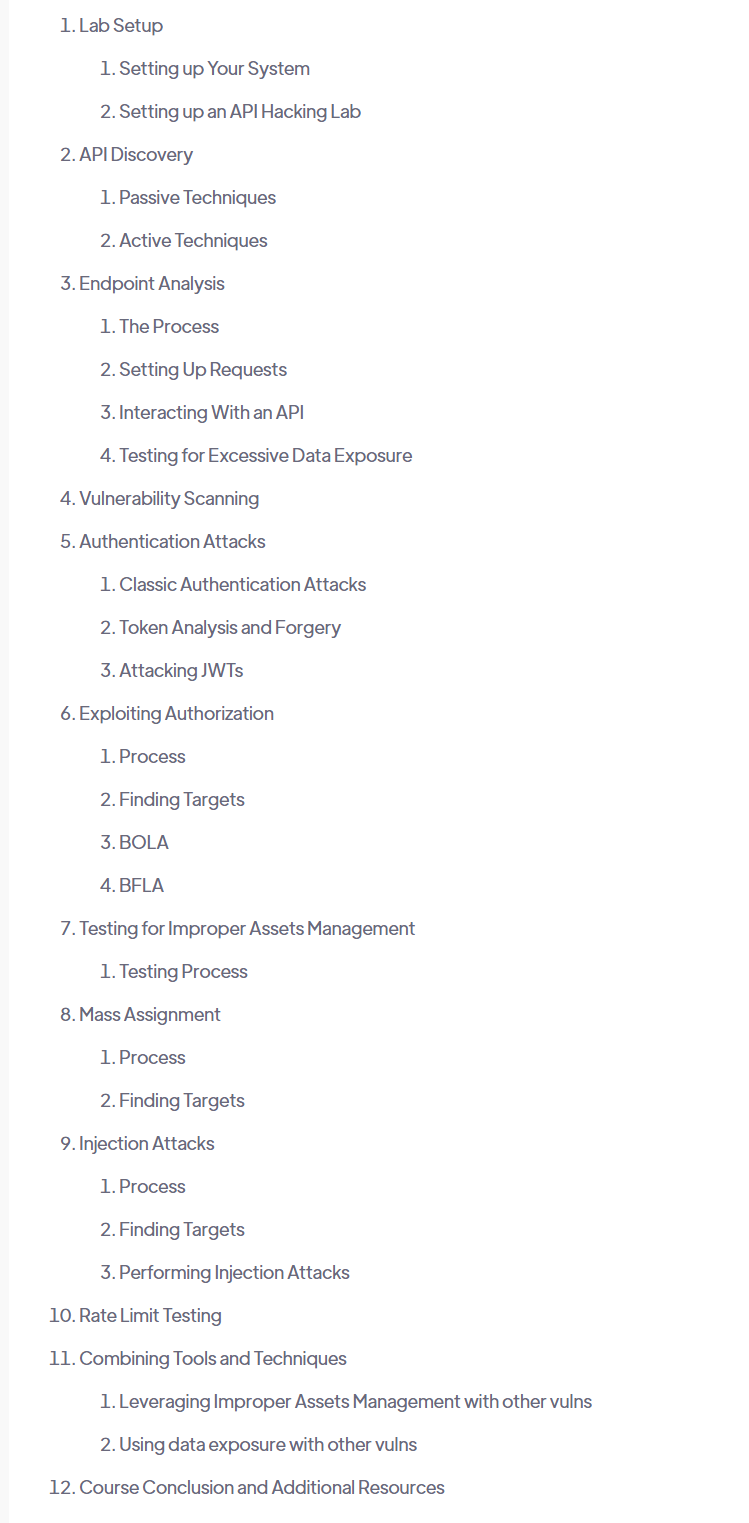 1. Lab Setup
1. Setting up Your System
2. Setting up an API Hacking Lab
2. API Discovery
1. Passive Techniques
2. Active Techniques
3. Endpoint Analysis
1. The Process
2. Setting Up Requests
3. Interacting With an API
4. Testing for Excessive Data Exposure
4. Vulnerability Scanning
5. Authentication Attacks
1. Classic Authentication Attacks
2. Token Analysis and Forgery
3. Attacking JWTs
6. Exploiting Authorization
1. Process
2. Finding Targets
3. BOLA
4. BFLA
7. Testing for Improper Assets Management
1. Testing Process
8. Mass Assignment
1. Process
2. Finding Targets
9. Injection Attacks
1. Process
2. Finding Targets
3. Performing Injection Attacks
10. Rate Limit Testing
11. Combining Tools and Techniques
1. Leveraging Improper Assets Management with other vulns
2. Using data exposure with other vulns
12. Course Conclusion and Additional Resources